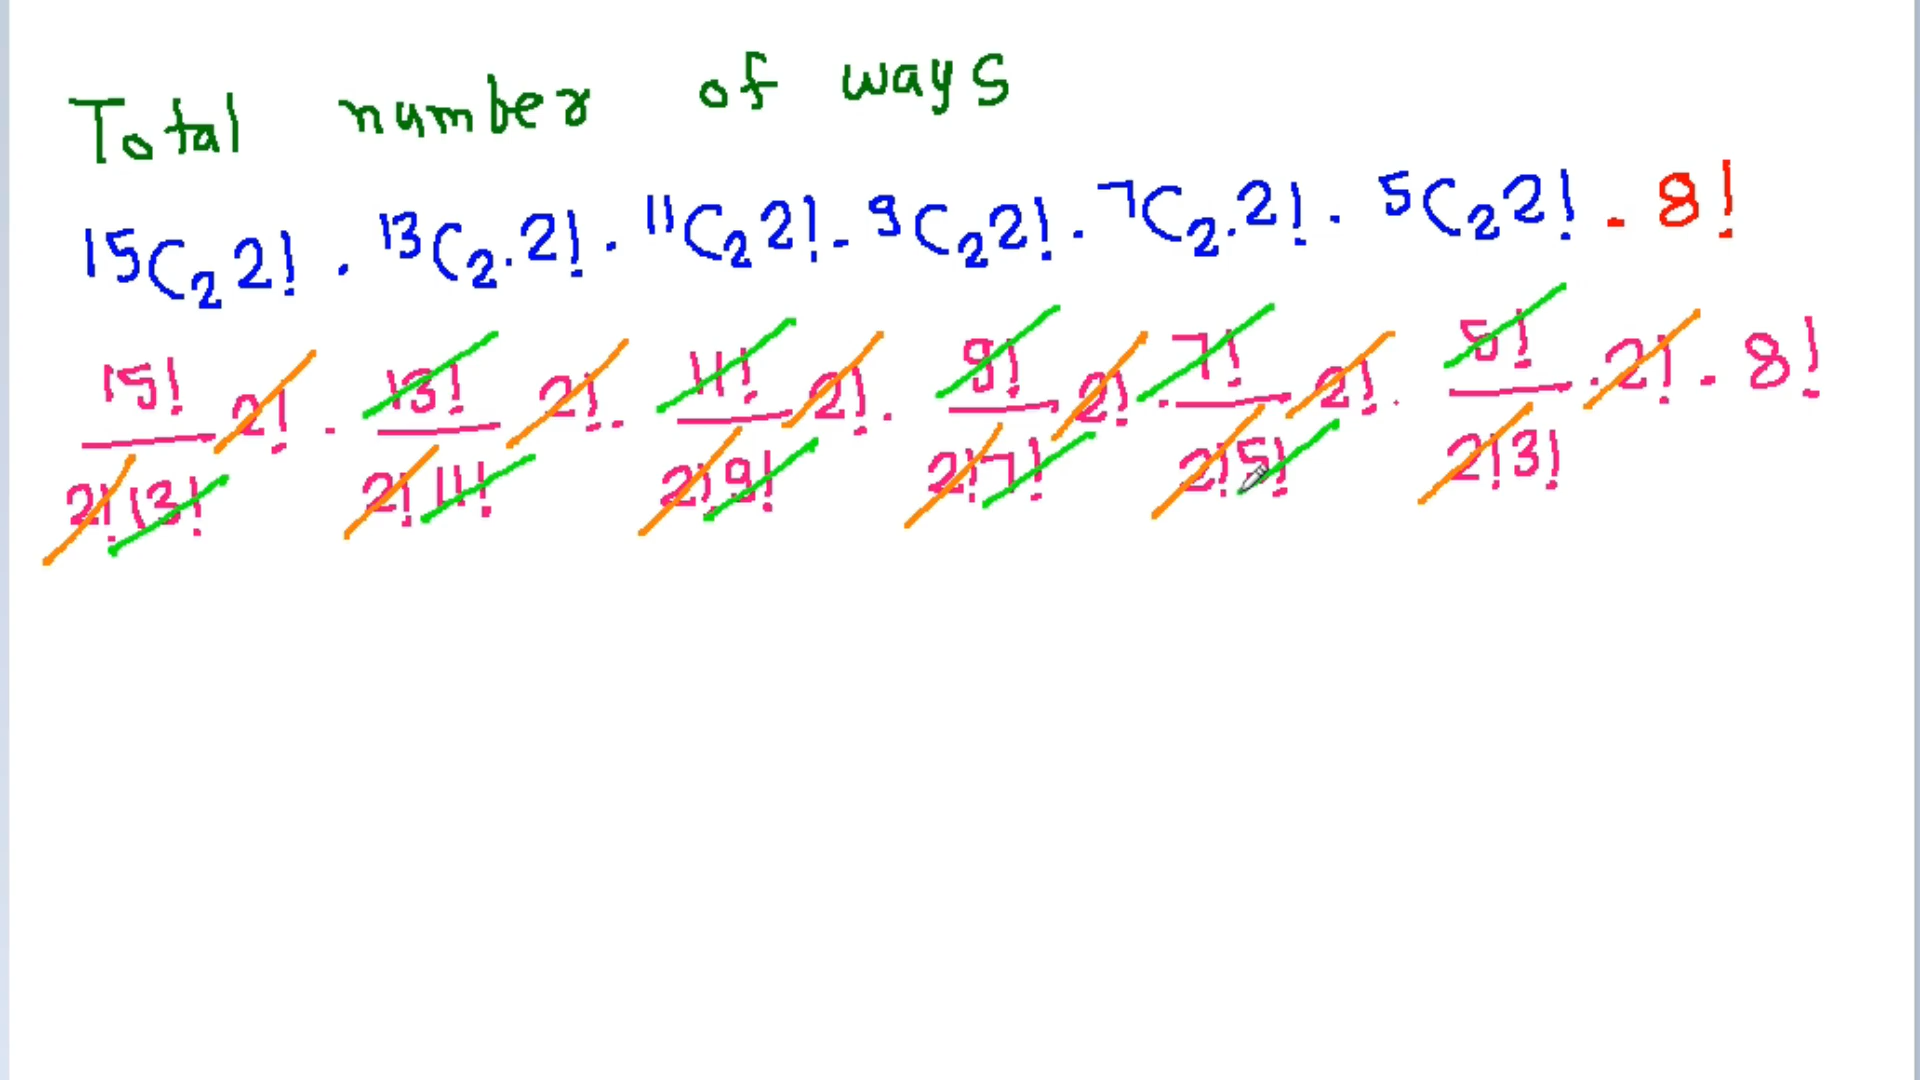 Total number of ways
15C2 2! . 13C2 . 2! . 11C2 2! . 9C2 2! . 7C2 . 2! . 5C2 2! . 8!
15!/2!13! 2! . 13!/2!11! 2! . 11!/2!9! 2! . 9!/2!7! 2! . 7!/2!5! 2! . 5!/2!3! . 2! . 8!